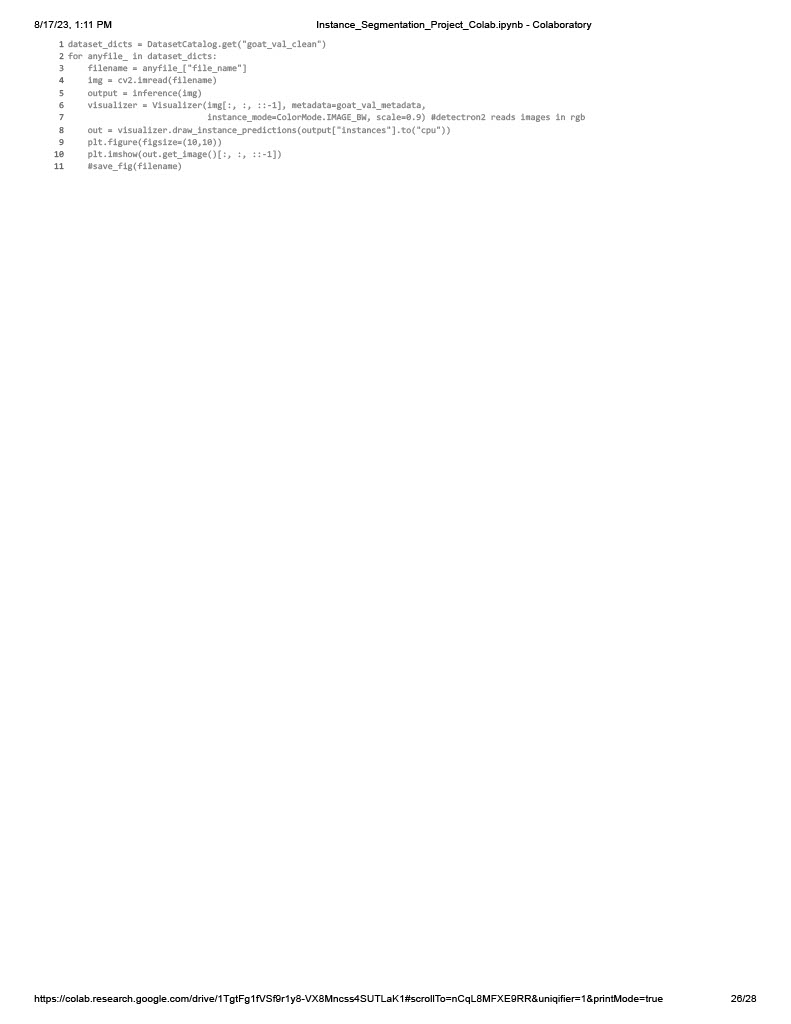 8/17/23, 1:11 PM Instance_Segmentation_Project_Colab.ipynb - Colaboratory
1 dataset_dicts = DatasetCatalog.get("goat_val_clean")
2 for anyfile_ in dataset_dicts:
3     filename = anyfile_["file_name"]
4     img = cv2.imread(filename)
5     output = inference(img)
6     visualizer = Visualizer(img[:, :, ::-1], metadata=goat_val_metadata,
7                             instance_mode=ColorMode.IMAGE_BW, scale=0.9) #detectron2 reads images in rgb
8     out = visualizer.draw_instance_predictions(output["instances"].to("cpu"))
9     plt.figure(figsize=(10,10))
10     plt.imshow(out.get_image()[:, :, ::-1])
11     #save_fig(filename)
https://colab.research.google.com/drive/1TgtFg1fVSf9r1y8-VX8Mncss4SUTLaK1#scrollTo=nCqL8MFXE9RR&uniqifier=1&printMode=true 26/28